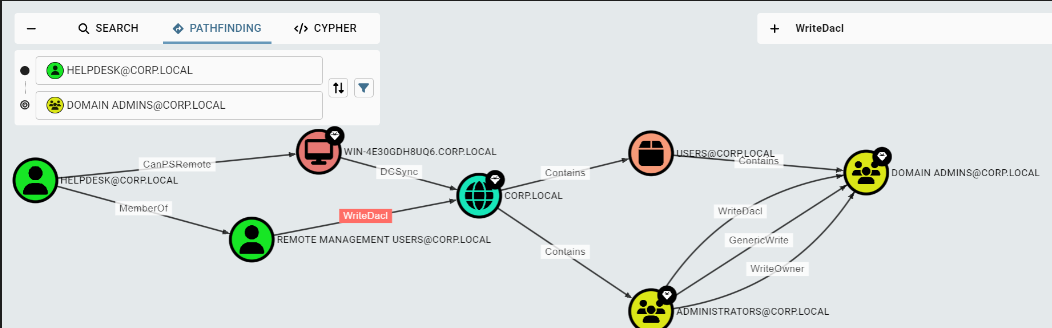 SEARCH
PATHFINDING
CYPHER
WriteDacl
HELPDESK@CORP.LOCAL
DOMAIN ADMINS@CORP.LOCAL
WIN-4E30GDH8UQ6.CORP.LOCAL
USERS@CORP.LOCAL
Contains
CanPSRemote
DCSync
Contains
DOMAIN ADMINS@CORP.LOCAL
HELPDESK@CORP.LOCAL
CORP.LOCAL
MemberOf
WriteDacl
WriteDacl
REMOTE MANAGEMENT USERS@CORP.LOCAL
GenericWrite
Contains
WriteOwner
ADMINISTRATORS@CORP.LOCAL